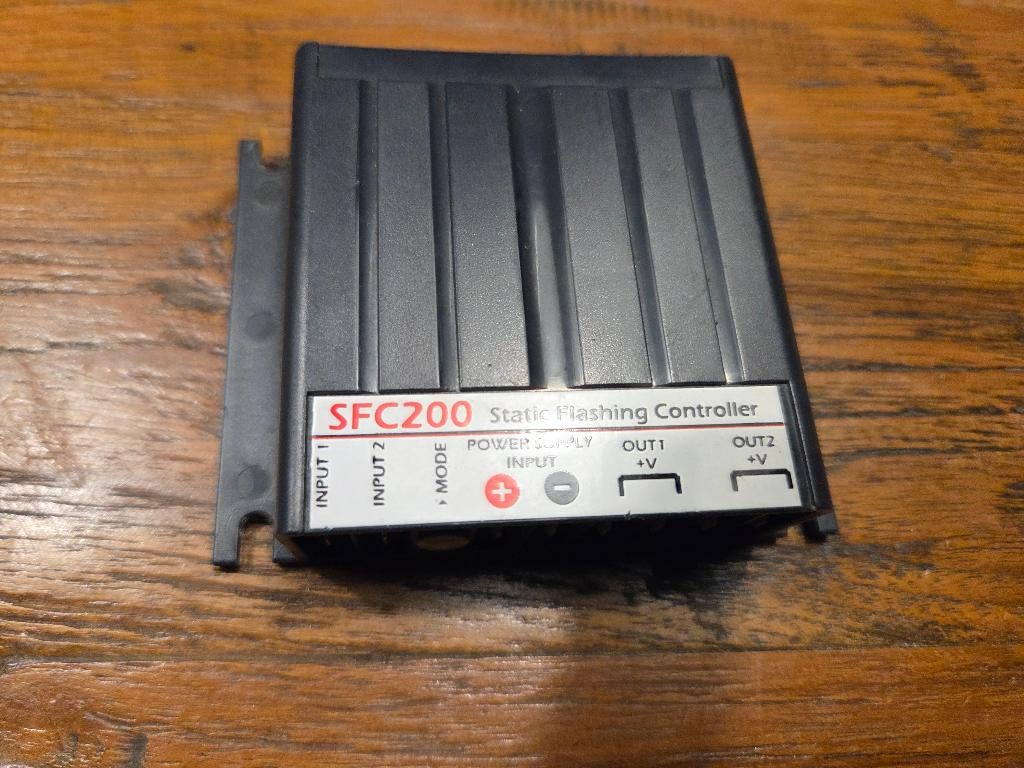 SFC200 Static Flashing Controller
INPUT 1
INPUT 2
▸ MODE
POWER SUPPLY
INPUT
+ -
OUT1
+V
OUT2
+V